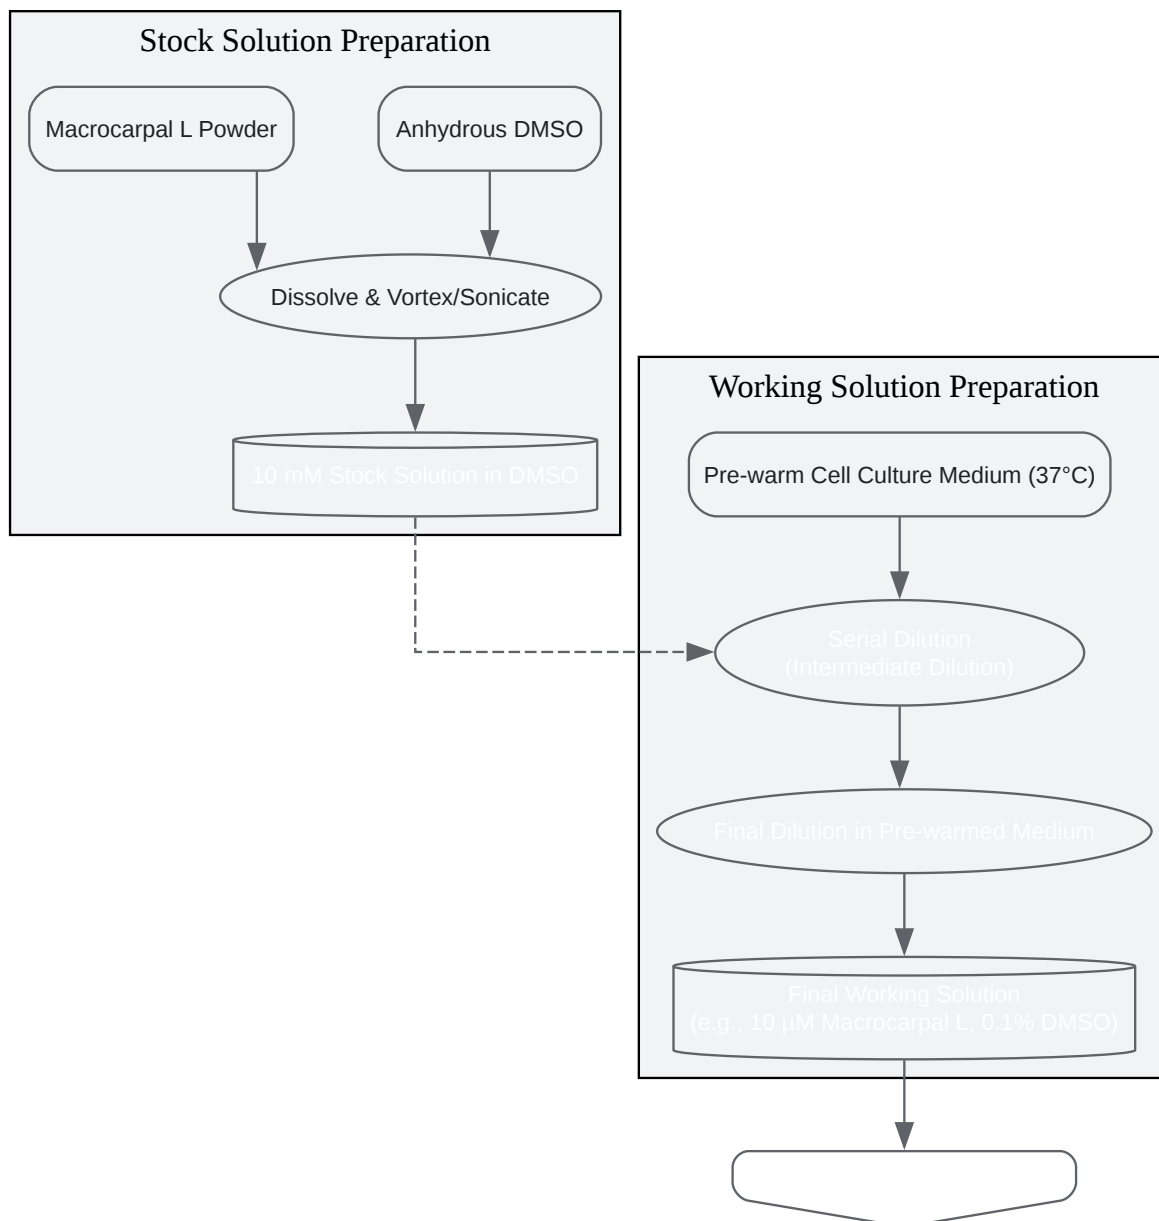 Stock Solution Preparation
Macrocarpal L Powder
Anhydrous DMSO
Dissolve & Vortex/Sonicate
10 mM Stock Solution in DMSO
Working Solution Preparation
Pre-warm Cell Culture Medium (37°C)
Serial Dilution
(Intermediate Dilution)
Final Dilution in Pre-warmed Medium
Final Working Solution
(e.g., 10 µM Macrocarpal L, 0.1% DMSO)